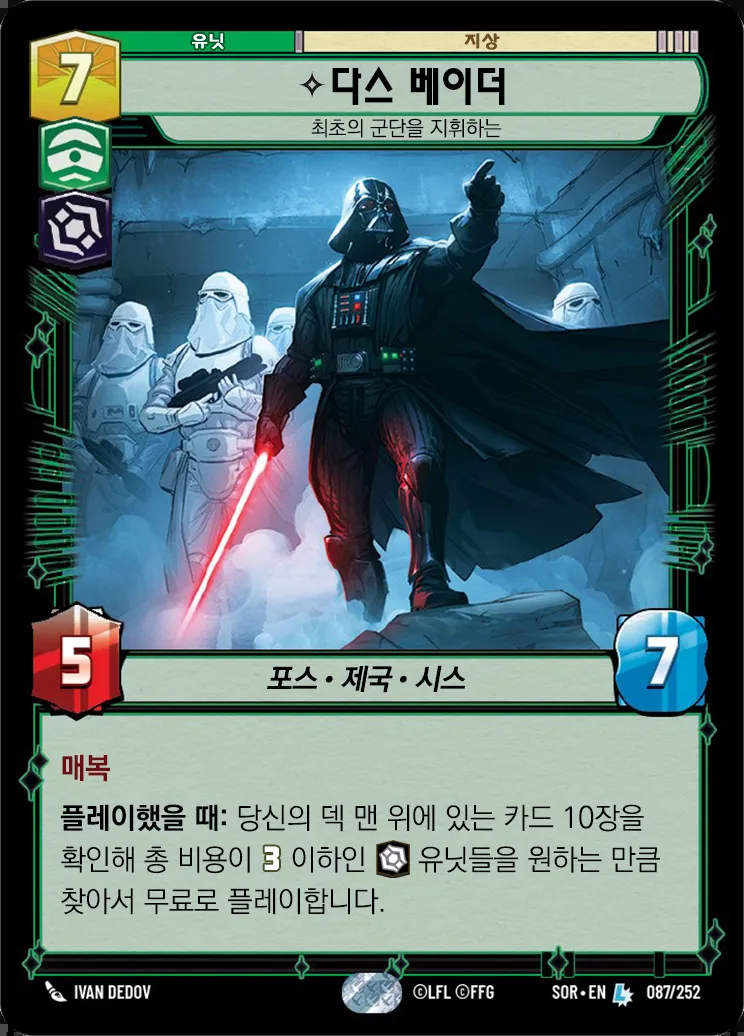 유닛
지상
7
✧다스 베이더
최초의 군단을 지휘하는
5
포스 • 제국 • 시스
7
매복
플레이했을 때: 당신의 덱 맨 위에 있는 카드 10장을
확인해 총 비용이 3 이하인 유닛들을 원하는 만큼
찾아서 무료로 플레이합니다.
IVAN DEDOV
©LFL ©FFG
SOR • EN L 087/252